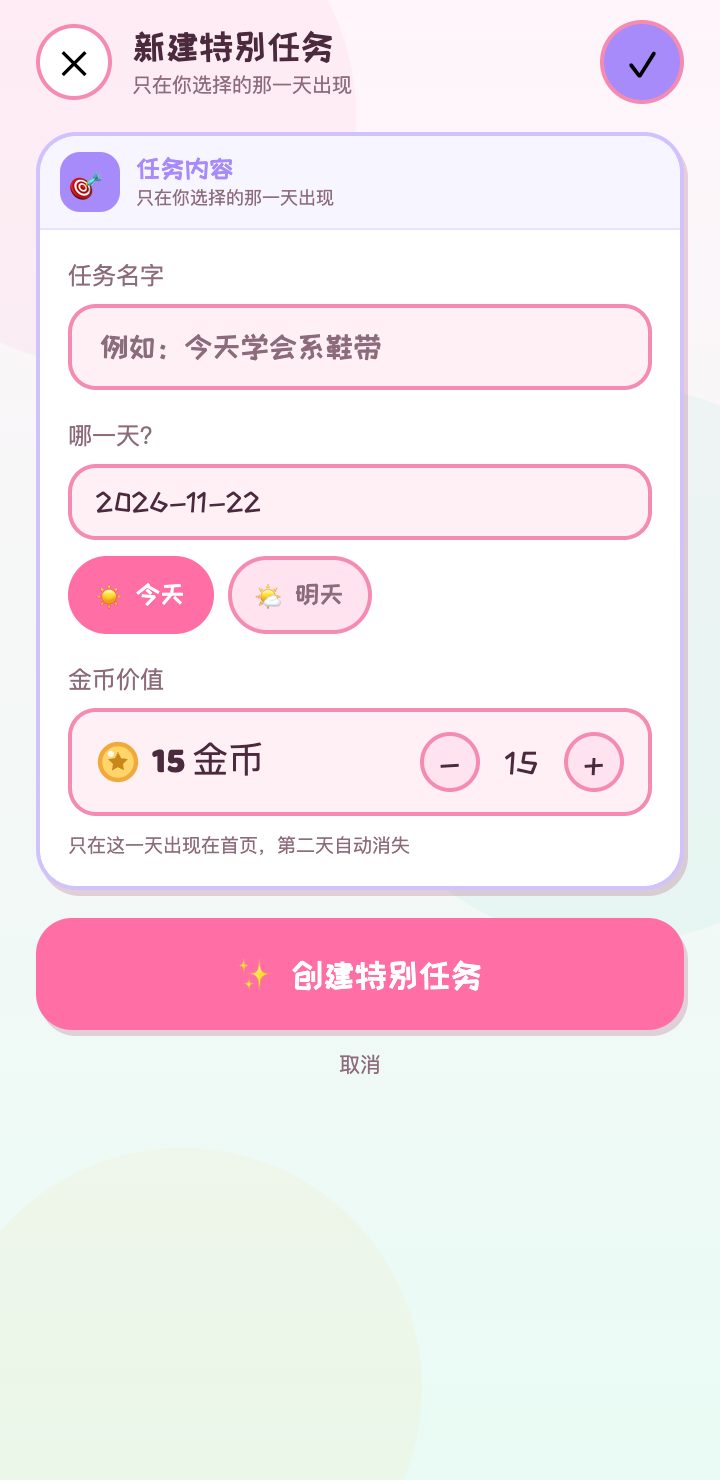 新建特别任务
只在你选择的那一天出现
任务内容
只在你选择的那一天出现
任务名字
例如：今天学会系鞋带
哪一天?
2026-11-22
今天
明天
金币价值
15 金币
− 15 +
只在这一天出现在首页，第二天自动消失
创建特别任务
取消